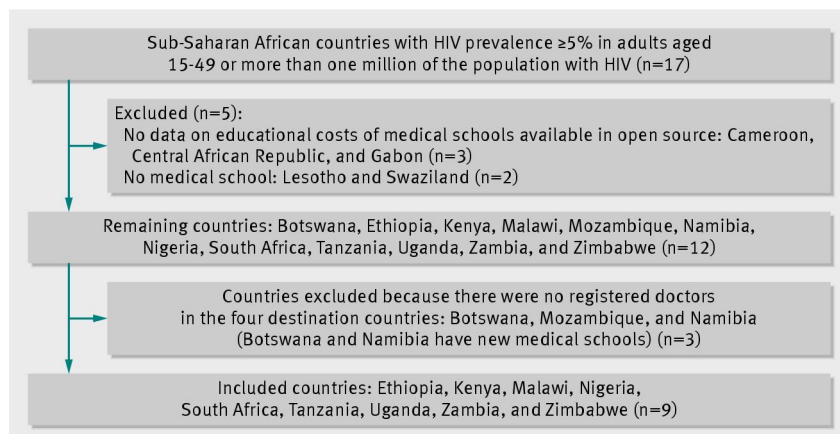 Sub-Saharan African countries with HIV prevalence ≥5% in adults aged
15-49 or more than one million of the population with HIV (n=17)
Excluded (n=5):
No data on educational costs of medical schools available in open source: Cameroon,
Central African Republic, and Gabon (n=3)
No medical school: Lesotho and Swaziland (n=2)
Remaining countries: Botswana, Ethiopia, Kenya, Malawi, Mozambique, Namibia,
Nigeria, South Africa, Tanzania, Uganda, Zambia, and Zimbabwe (n=12)
Countries excluded because there were no registered doctors
in the four destination countries: Botswana, Mozambique, and Namibia
(Botswana and Namibia have new medical schools) (n=3)
Included countries: Ethiopia, Kenya, Malawi, Nigeria,
South Africa, Tanzania, Uganda, Zambia, and Zimbabwe (n=9)